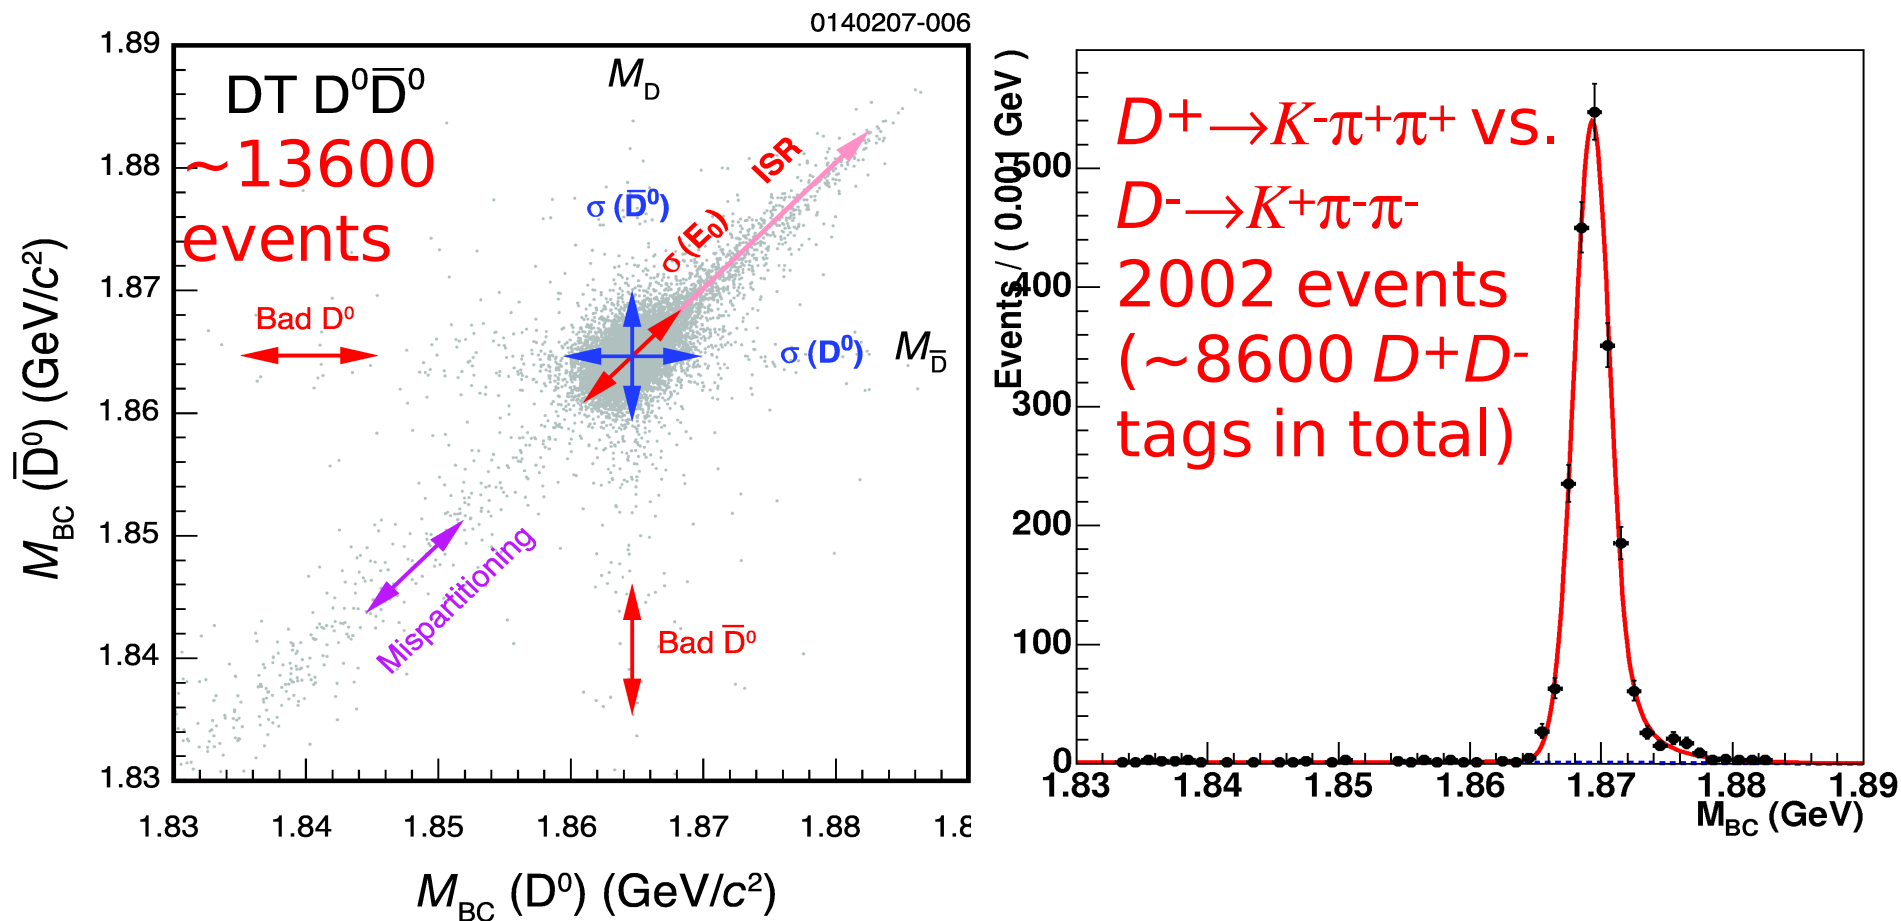 0140207-006
1.89
1.88
1.87
1.86
1.85
1.84
1.83
M_BC (D̅⁰) (GeV/c²)
DT D⁰D̅⁰
~13600
events
M_D
ISR
σ (D̅⁰)
σ (E₀)
Bad D⁰
σ (D⁰)
M_D̅
Mispartitioning
Bad D̅⁰
1.83 1.84 1.85 1.86 1.87 1.88 1.8
M_BC (D⁰) (GeV/c²)
Events / ( 0.001 GeV )
500
400
300
200
100
0
D⁺→K⁻π⁺π⁺ vs.
D⁻→K⁺π⁻π⁻
2002 events
(~8600 D⁺D⁻
tags in total)
1.83 1.84 1.85 1.86 1.87 1.88 1.89
M_BC (GeV)